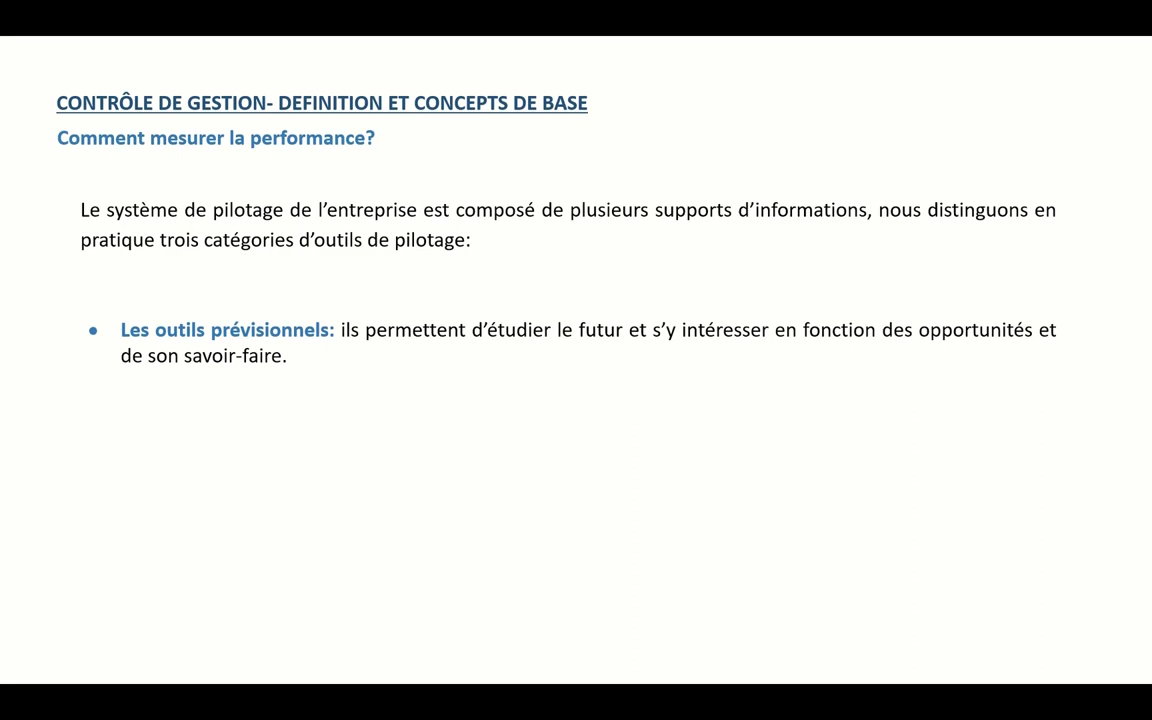 CONTRÔLE DE GESTION- DEFINITION ET CONCEPTS DE BASE
Comment mesurer la performance?
Le système de pilotage de l’entreprise est composé de plusieurs supports d’informations, nous distinguons en
pratique trois catégories d’outils de pilotage:
● Les outils prévisionnels: ils permettent d’étudier le futur et s’y intéresser en fonction des opportunités et
de son savoir-faire.